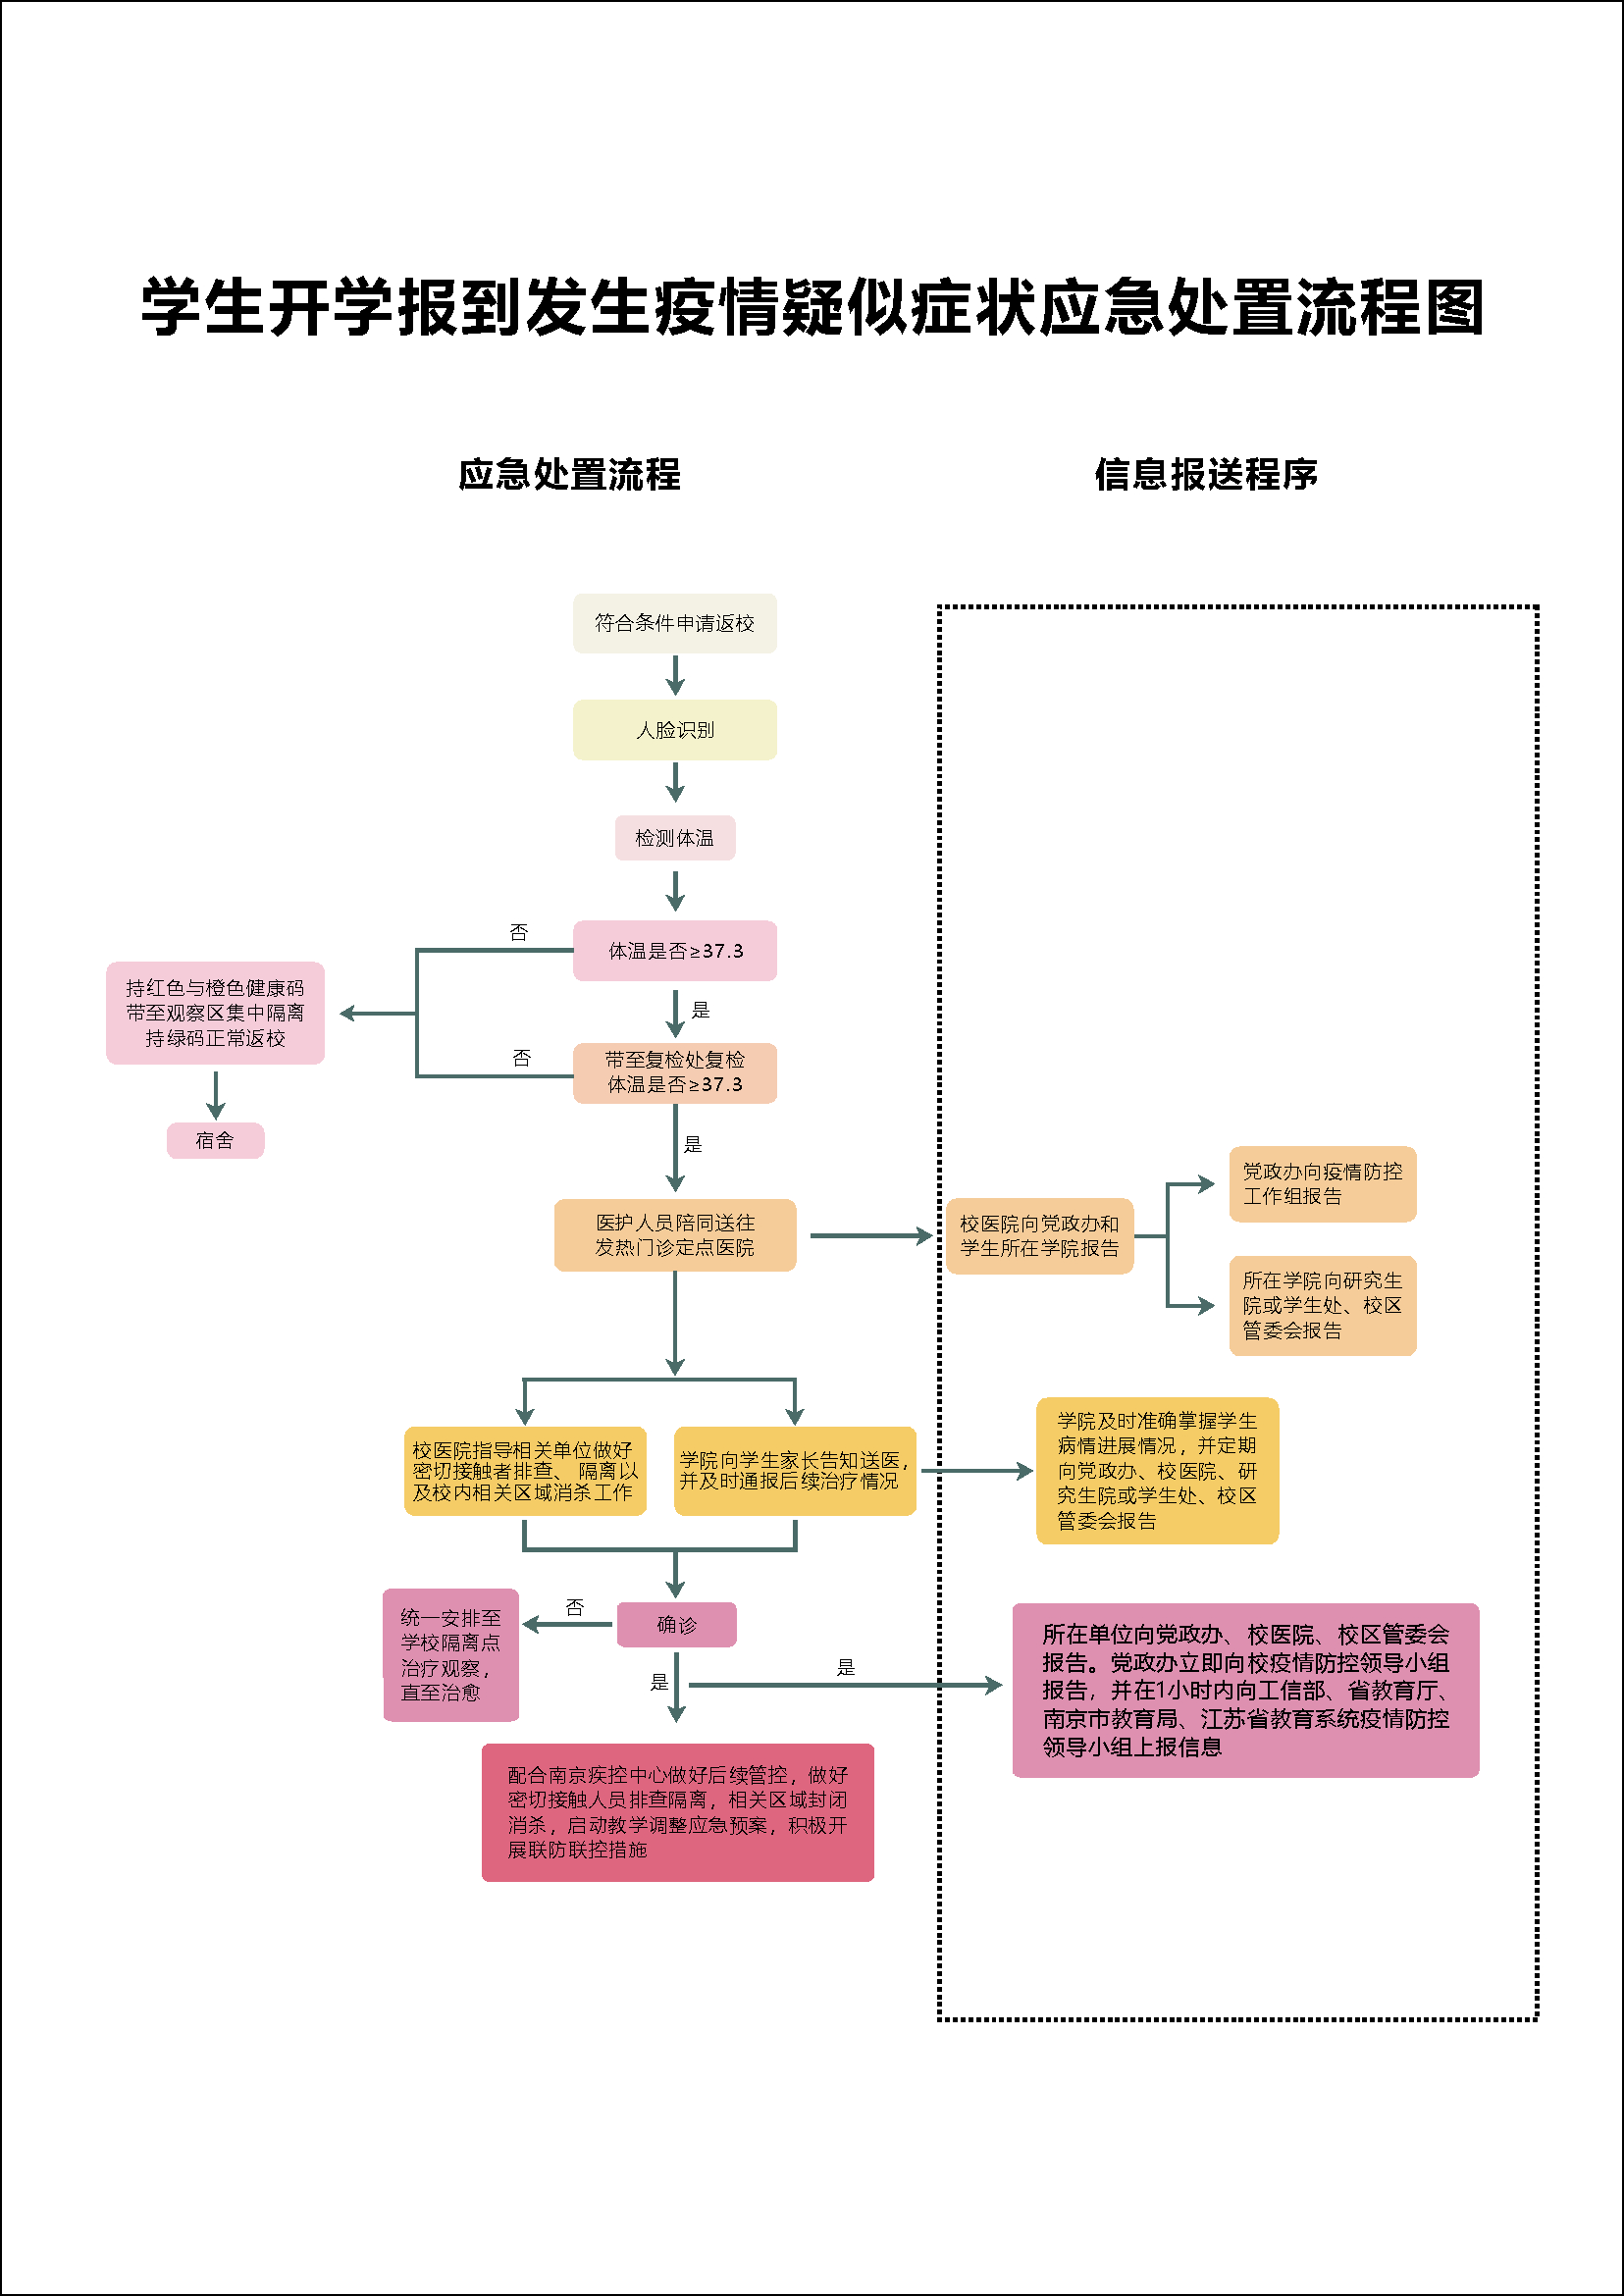 学生开学报到发生疫情疑似症状应急处置流程图
应急处置流程
信息报送程序
符合条件申请返校
人脸识别
检测体温
体温是否≥37.3
否
是
持红色与橙色健康码
带至观察区集中隔离
持绿码正常返校
带至复检处复检
体温是否≥37.3
否
是
宿舍
医护人员陪同送往
发热门诊定点医院
校医院向党政办和
学生所在学院报告
党政办向疫情防控
工作组报告
所在学院向研究生
院或学生处、校区
管委会报告
校医院指导相关单位做好
密切接触者排查、 隔离以
及校内相关区域消杀工作
学院向学生家长告知送医，
并及时通报后续治疗情况
学院及时准确掌握学生
病情进展情况，并定期
向党政办、校医院、研
究生院或学生处、校区
管委会报告
确诊
否
统一安排至
学校隔离点
治疗观察，
直至治愈
是
是
所在单位向党政办、校医院、校区管委会
报告。党政办立即向校疫情防控领导小组
报告，并在1小时内向工信部、省教育厅、
南京市教育局、江苏省教育系统疫情防控
领导小组上报信息
配合南京疾控中心做好后续管控，做好
密切接触人员排查隔离，相关区域封闭
消杀，启动教学调整应急预案，积极开
展联防联控措施